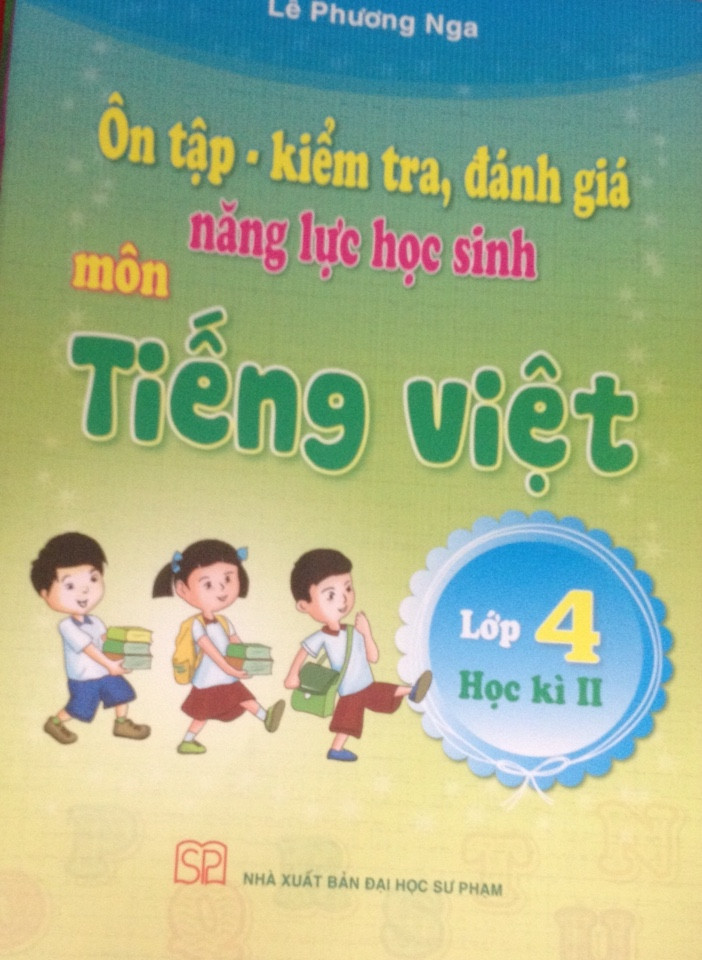 Lê Phương Nga
Ôn tập - kiểm tra, đánh giá
năng lực học sinh
môn
Tiếng việt
Lớp 4
Học kì II
SP
NHÀ XUẤT BẢN ĐẠI HỌC SƯ PHẠM